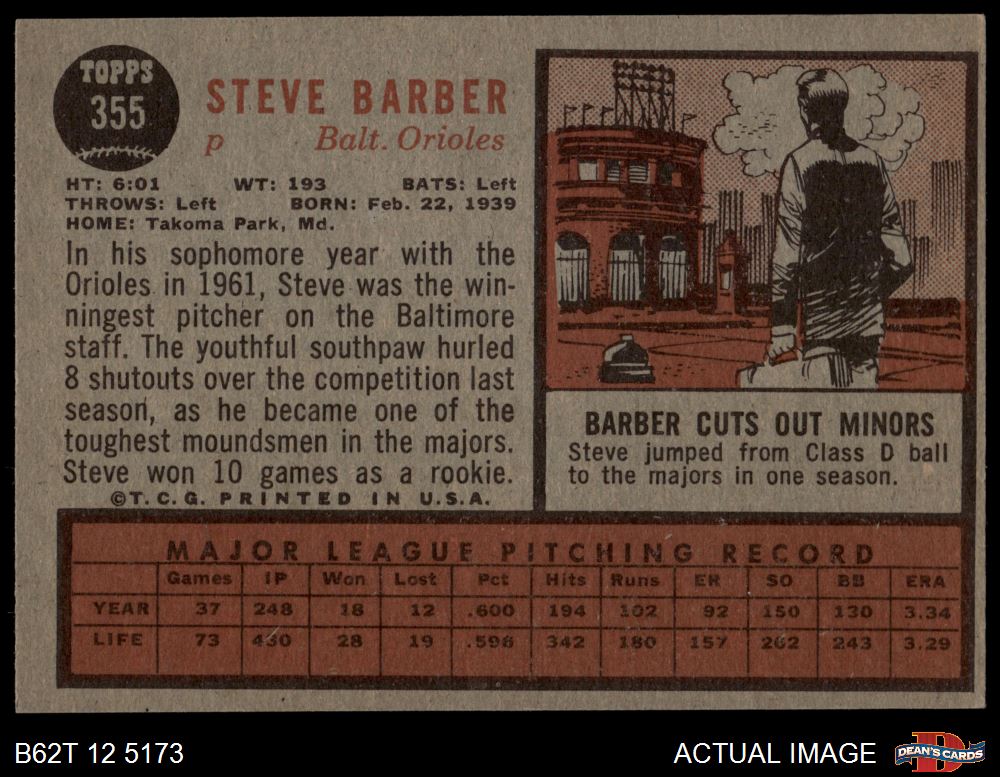 TOPPS
355
STEVE BARBER
p Balt. Orioles
HT: 6:01 WT: 193 BATS: Left
THROWS: Left BORN: Feb. 22, 1939
HOME: Takoma Park, Md.
In his sophomore year with the
Orioles in 1961, Steve was the win-
ningest pitcher on the Baltimore
staff. The youthful southpaw hurled
8 shutouts over the competition last
season, as he became one of the
toughest moundsmen in the majors.
Steve won 10 games as a rookie.
©T.C.G. PRINTED IN U.S.A.
BARBER CUTS OUT MINORS
Steve jumped from Class D ball
to the majors in one season.
MAJOR LEAGUE PITCHING RECORD
Games IP Won Lost Pct Hits Runs ER SO BB ERA
YEAR 37 248 18 12 .600 194 102 92 150 130 3.34
LIFE 73 430 28 19 .596 342 180 157 262 243 3.29
B62T 12 5173
ACTUAL IMAGE
D
DEAN'S CARDS